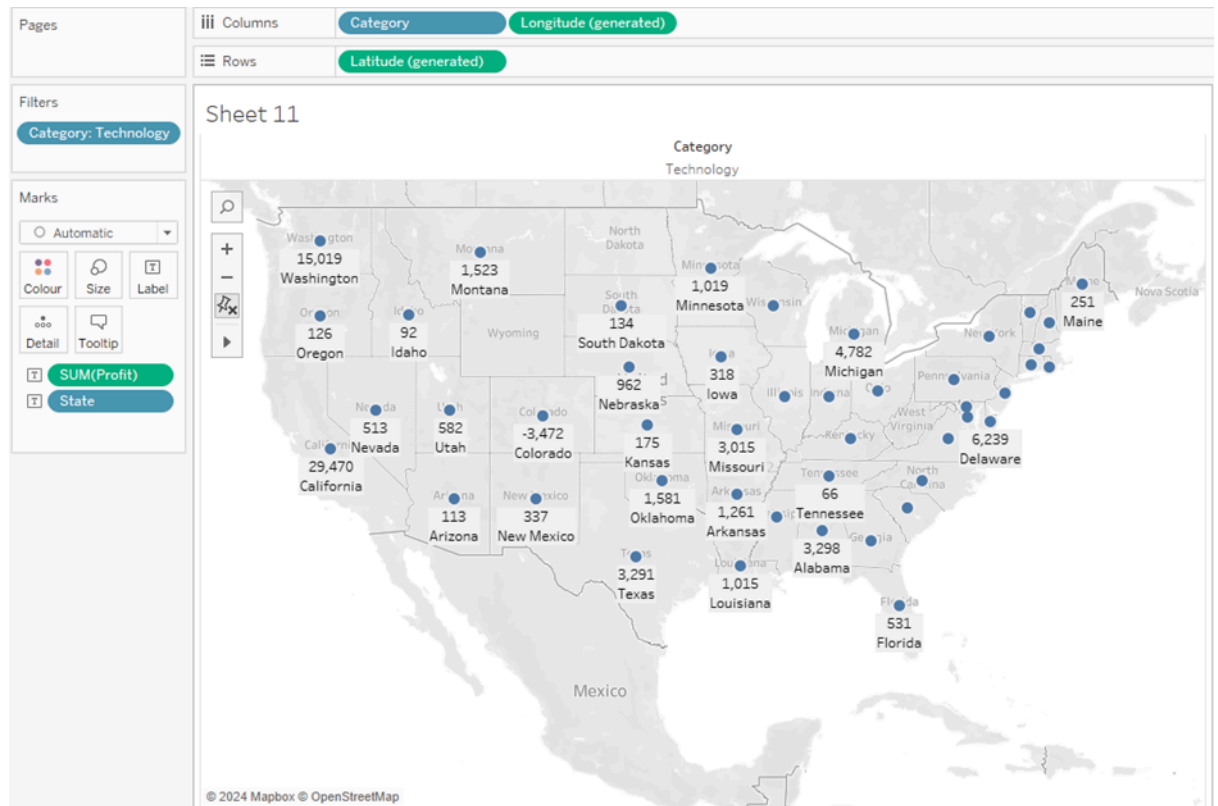 Pages
Columns
Category
Longitude (generated)
Rows
Latitude (generated)
Filters
Category: Technology
Marks
Automatic
Colour
Size
Label
Detail
Tooltip
SUM(Profit)
State
Sheet 11
Category
Technology
North
Dakota
15,019
Washington
1,523
Montana
1,019
Minnesota
251
Maine
Nova Scotia
126
Oregon
92
Idaho
Wyoming
134
South Dakota
4,782
Michigan
962
Nebraska
318
Iowa
513
Nevada
582
Utah
-3,472
Colorado
175
Kansas
3,015
Missouri
West
Virginia
6,239
Delaware
29,470
California
113
Arizona
337
New Mexico
1,581
Oklahoma
1,261
Arkansas
66
Tennessee
North
3,298
Alabama
3,291
Texas
1,015
Louisiana
531
Florida
Mexico
© 2024 Mapbox © OpenStreetMap